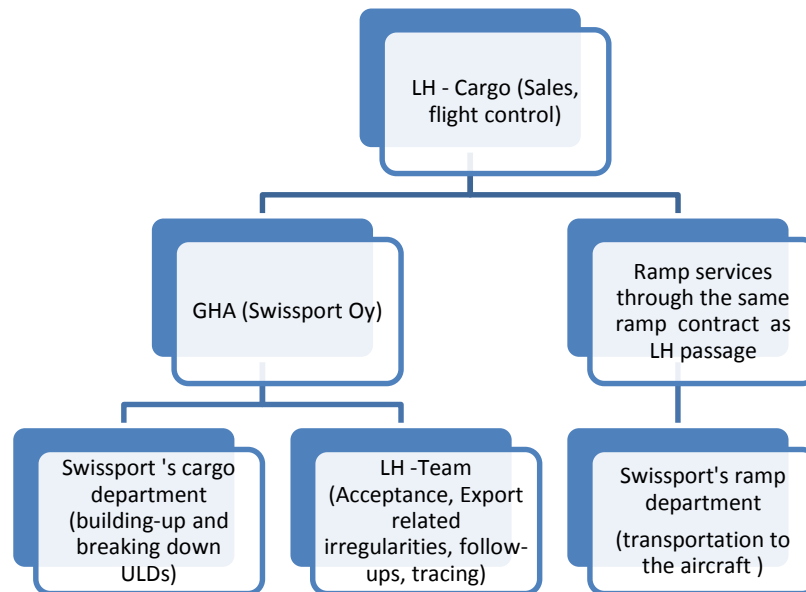 LH - Cargo (Sales,
flight control)
GHA (Swissport Oy)
Ramp services
through the same
ramp contract as
LH passage
Swissport 's cargo
department
(building-up and
breaking down
ULDs)
LH -Team
(Acceptance, Export
related
irregularities, follow-
ups, tracing)
Swissport's ramp
department
(transportation to
the aircraft )